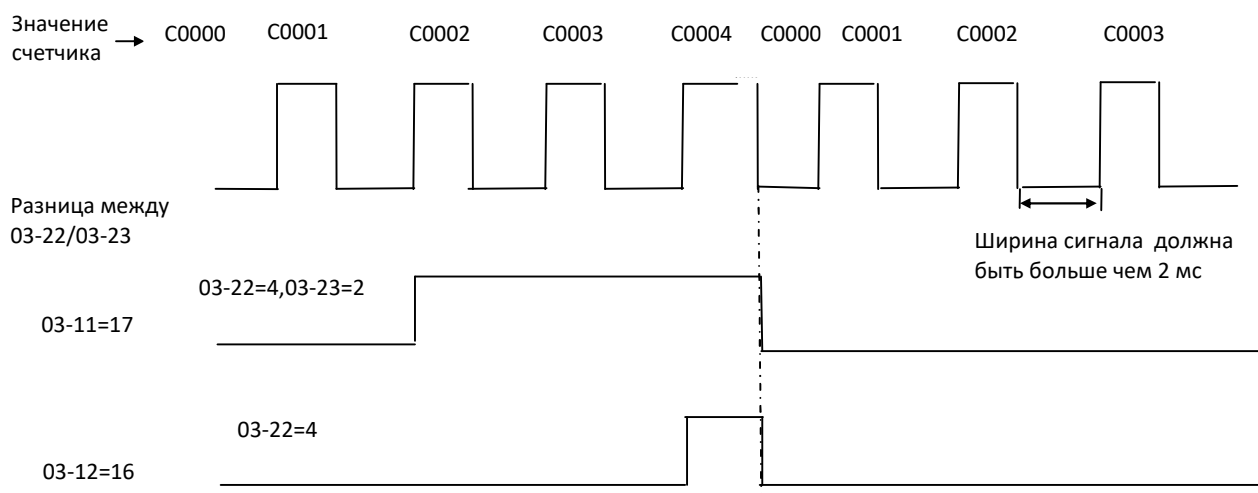 Значение
счетчика
C0000 C0001 C0002 C0003 C0004 C0000 C0001 C0002 C0003
Разница между
03-22/03-23
Ширина сигнала должна
быть больше чем 2 мс
03-22=4,03-23=2
03-11=17
03-22=4
03-12=16